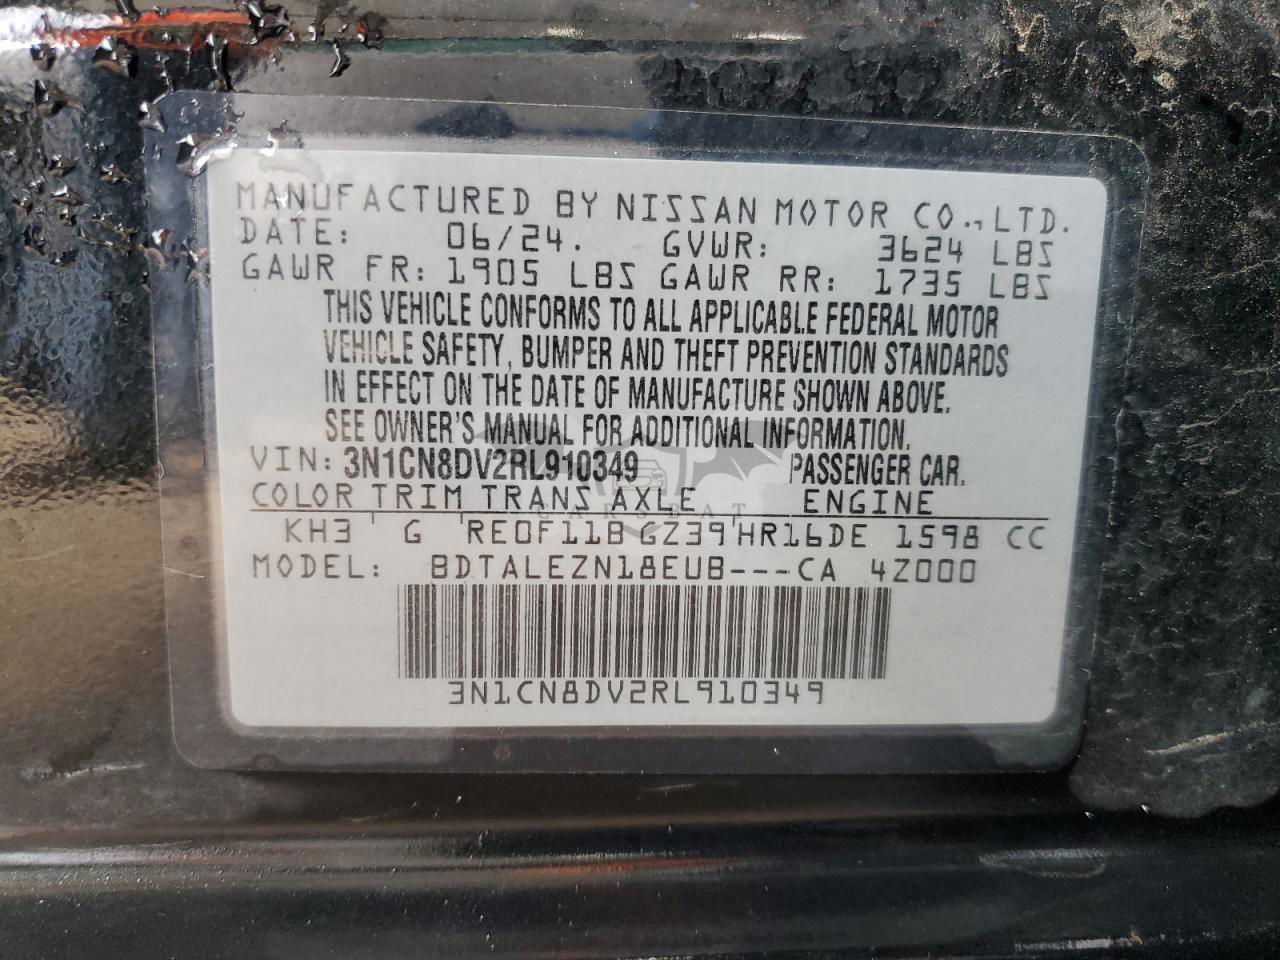 MANUFACTURED BY NISSAN MOTOR CO., LTD.
DATE: 06/24. GVWR: 3624 LBS
GAWR FR: 1905 LBS GAWR RR: 1735 LBS
THIS VEHICLE CONFORMS TO ALL APPLICABLE FEDERAL MOTOR
VEHICLE SAFETY, BUMPER AND THEFT PREVENTION STANDARDS
IN EFFECT ON THE DATE OF MANUFACTURE SHOWN ABOVE.
SEE OWNER'S MANUAL FOR ADDITIONAL INFORMATION.
VIN: 3N1CN8DV2RL910349 PASSENGER CAR.
COLOR TRIM TRANS AXLE ENGINE
KH3 ' G ' RE0F11B GZ39 ' HR16DE 1598 CC
MODEL: BDTALEZN18EUB---CA 4Z000
3N1CN8DV2RL910349
CARSBAT